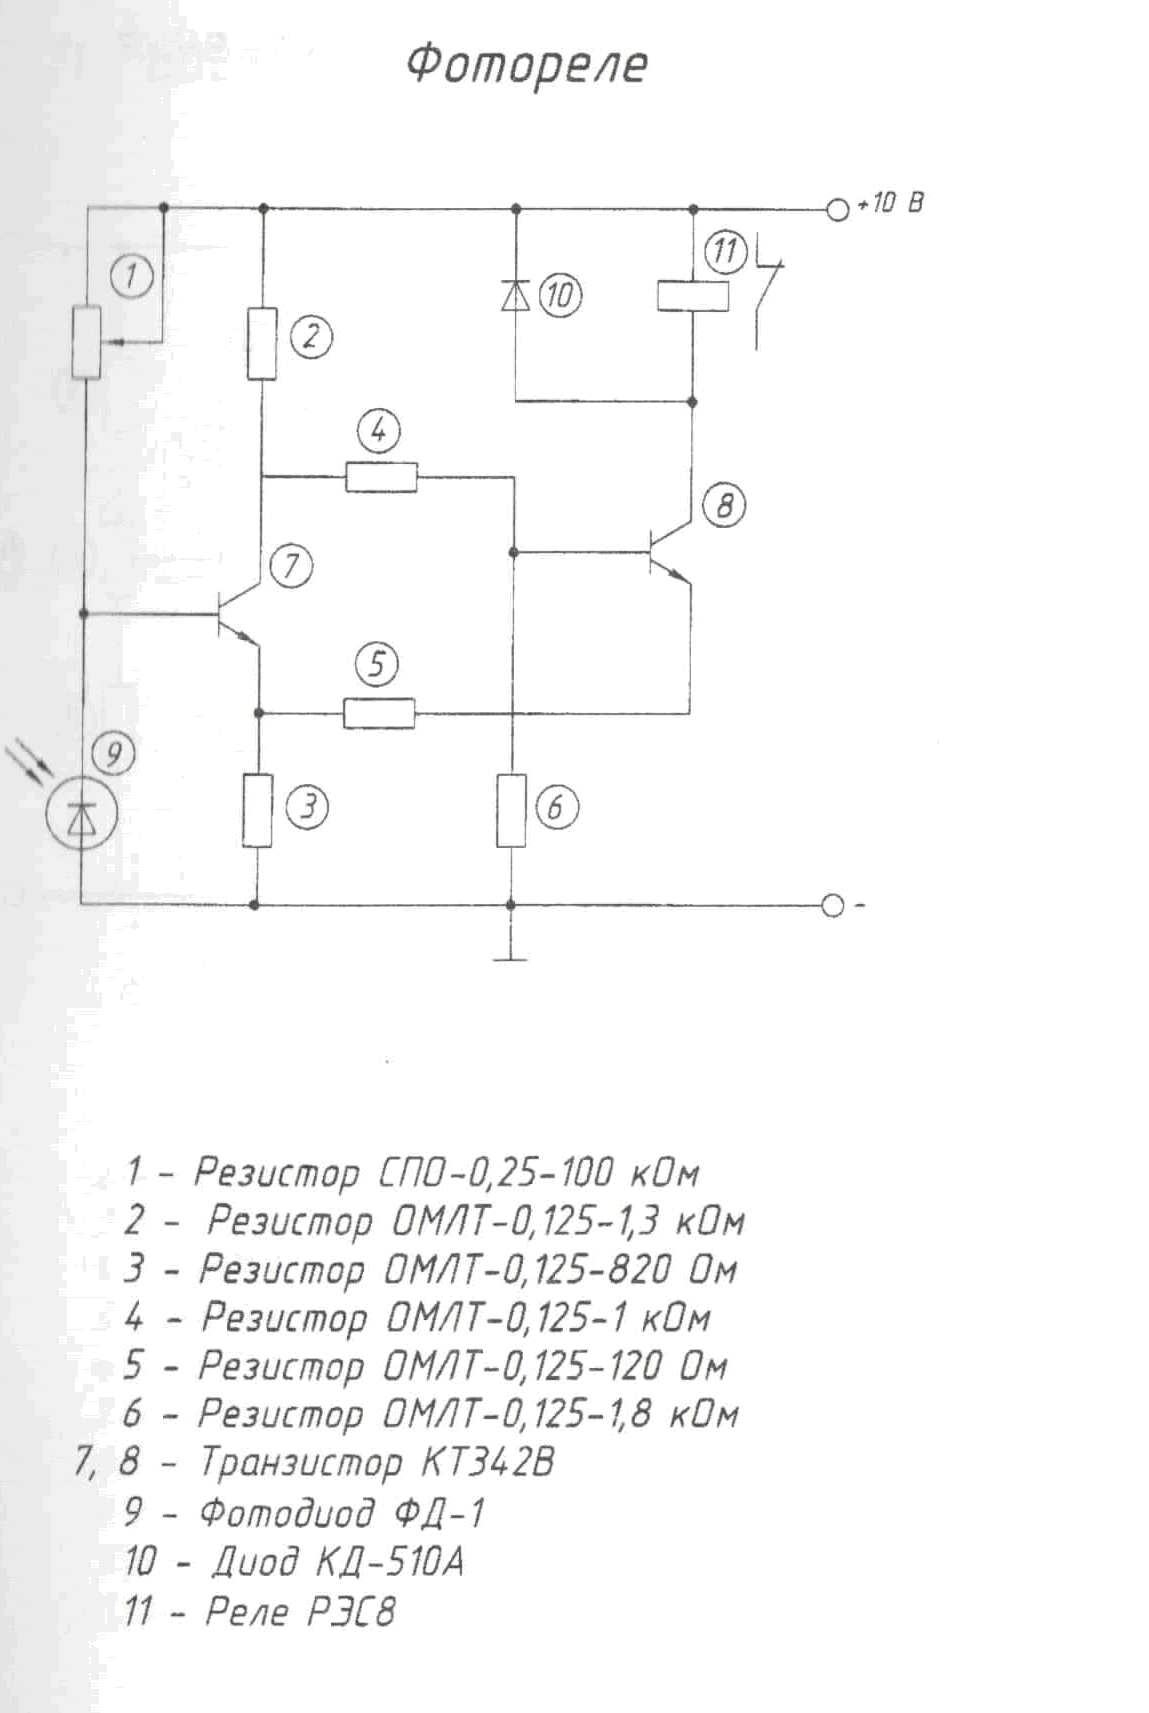 Фотореле
+10 В
1
11
10
2
4
8
7
5
9
3
6
-
1 - Резистор СПО-0,25-100 кОм
2 - Резистор ОМЛТ-0,125-1,3 кОм
3 - Резистор ОМЛТ-0,125-820 Ом
4 - Резистор ОМЛТ-0,125-1 кОм
5 - Резистор ОМЛТ-0,125-120 Ом
6 - Резистор ОМЛТ-0,125-1,8 кОм
7, 8 - Транзистор КТ342В
9 - Фотодиод ФД-1
10 - Диод КД-510А
11 - Реле РЭС8